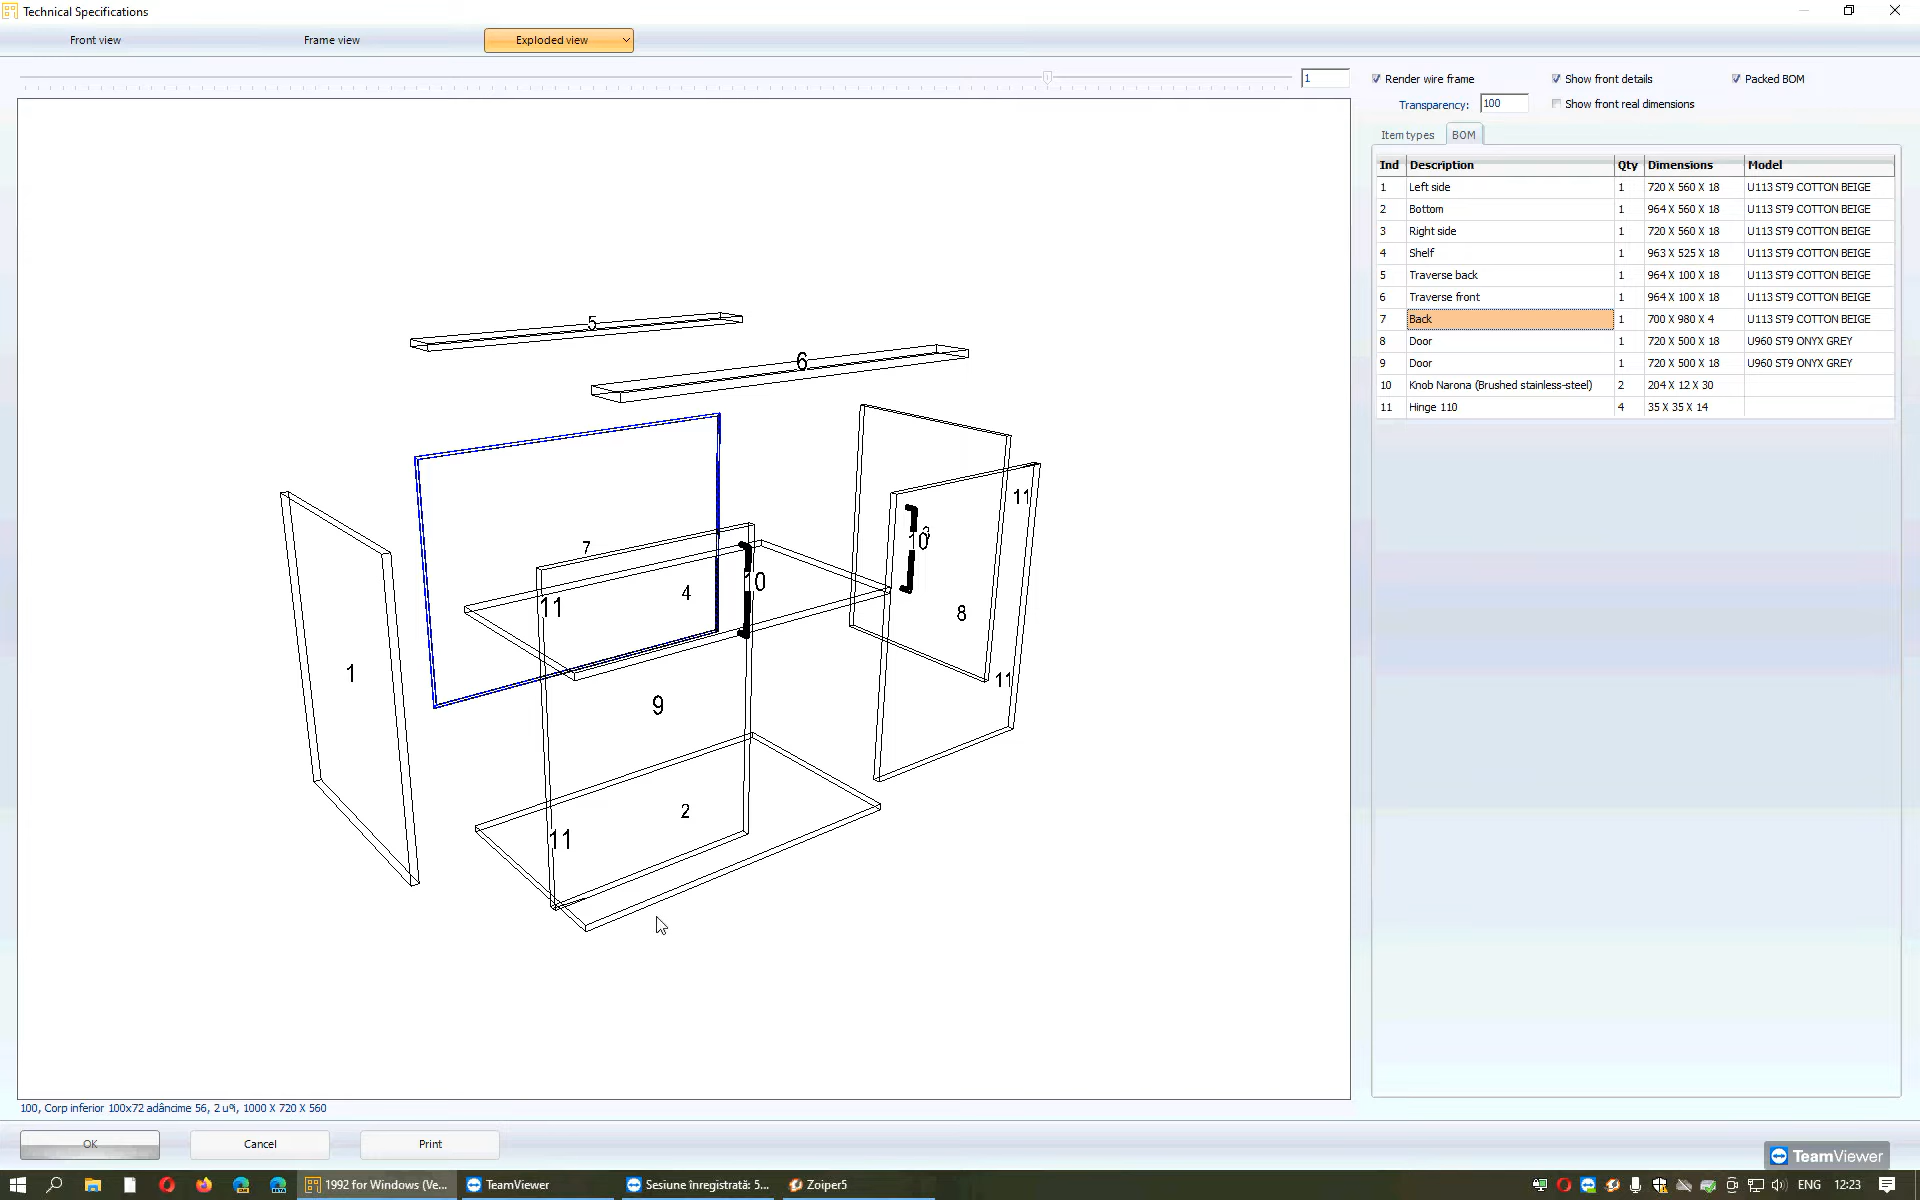 Technical Specifications
Front view Frame view Exploded view
1
Render wire frame Show front details Packed BOM
Transparency: 100 Show front real dimensions
Item types BOM
Ind Description Qty Dimensions Model
1 Left side 1 720 X 560 X 18 U113 ST9 COTTON BEIGE
2 Bottom 1 964 X 560 X 18 U113 ST9 COTTON BEIGE
3 Right side 1 720 X 560 X 18 U113 ST9 COTTON BEIGE
4 Shelf 1 963 X 525 X 18 U113 ST9 COTTON BEIGE
5 Traverse back 1 964 X 100 X 18 U113 ST9 COTTON BEIGE
6 Traverse front 1 964 X 100 X 18 U113 ST9 COTTON BEIGE
7 Back 1 700 X 980 X 4 U113 ST9 COTTON BEIGE
8 Door 1 720 X 500 X 18 U960 ST9 ONYX GREY
9 Door 1 720 X 500 X 18 U960 ST9 ONYX GREY
10 Knob Narona (Brushed stainless-steel) 2 204 X 12 X 30
11 Hinge 110 4 35 X 35 X 14
5
6
11
10
7
10
4
11
8
1
11
9
2
11
100, Corp inferior 100x72 adâncime 56, 2 uși, 1000 X 720 X 560
OK Cancel Print
TeamViewer
1992 for Windows (Ve... TeamViewer Sesiune înregistrată: 5... Zoiper5 ENG 12:23